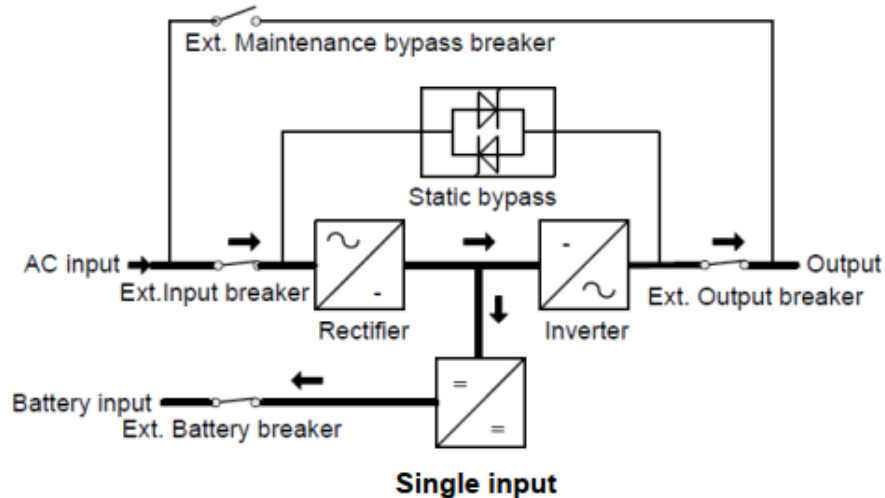 Ext. Maintenance bypass breaker
Static bypass
AC input
Output
Ext.Input breaker
Ext. Output breaker
Rectifier
Inverter
Battery input
Ext. Battery breaker
Single input